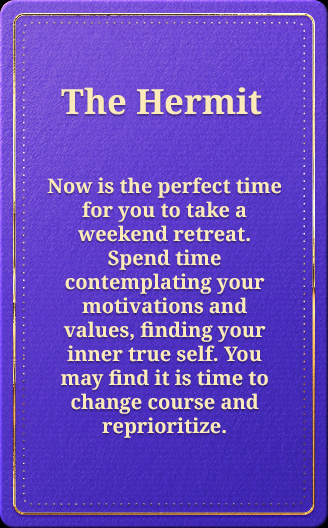 The Hermit
Now is the perfect time
for you to take a
weekend retreat.
Spend time
contemplating your
motivations and
values, finding your
inner true self. You
may find it is time to
change course and
reprioritize.